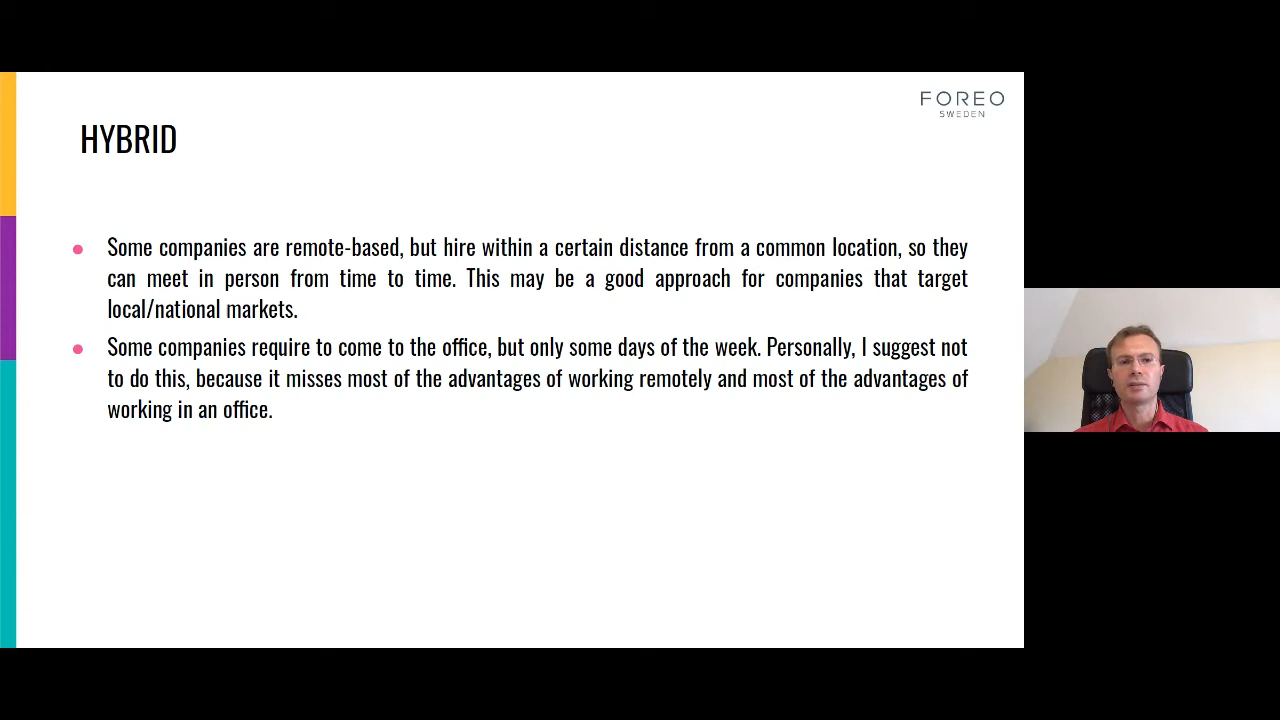 FOREO
SWEDEN
HYBRID
Some companies are remote-based, but hire within a certain distance from a common location, so they
can meet in person from time to time. This may be a good approach for companies that target
local/national markets.
Some companies require to come to the office, but only some days of the week. Personally, I suggest not
to do this, because it misses most of the advantages of working remotely and most of the advantages of
working in an office.